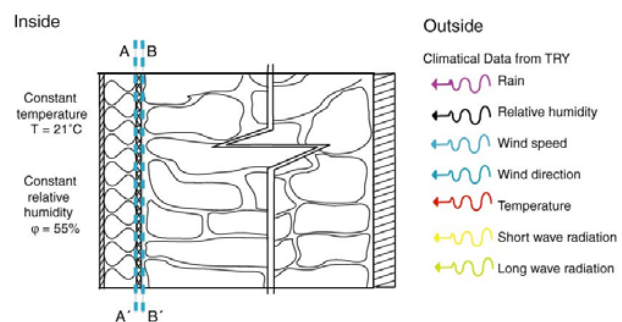 Inside
A B
Constant
temperature
T = 21˚C
Constant
relative
humidity
φ = 55%
A´ B´
Outside
Climatical Data from TRY
Rain
Relative humidity
Wind speed
Wind direction
Temperature
Short wave radiation
Long wave radiation